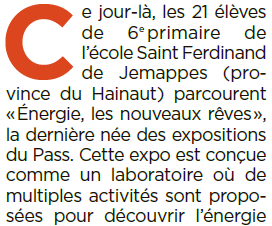 Ce jour-là, les 21 élèves
de 6e primaire de
l'école Saint Ferdinand
de Jemappes (pro-
vince du Hainaut) parcourent
«Énergie, les nouveaux rêves»,
la dernière née des expositions
du Pass. Cette expo est conçue
comme un laboratoire où de
multiples activités sont propo-
sées pour découvrir l'énergie